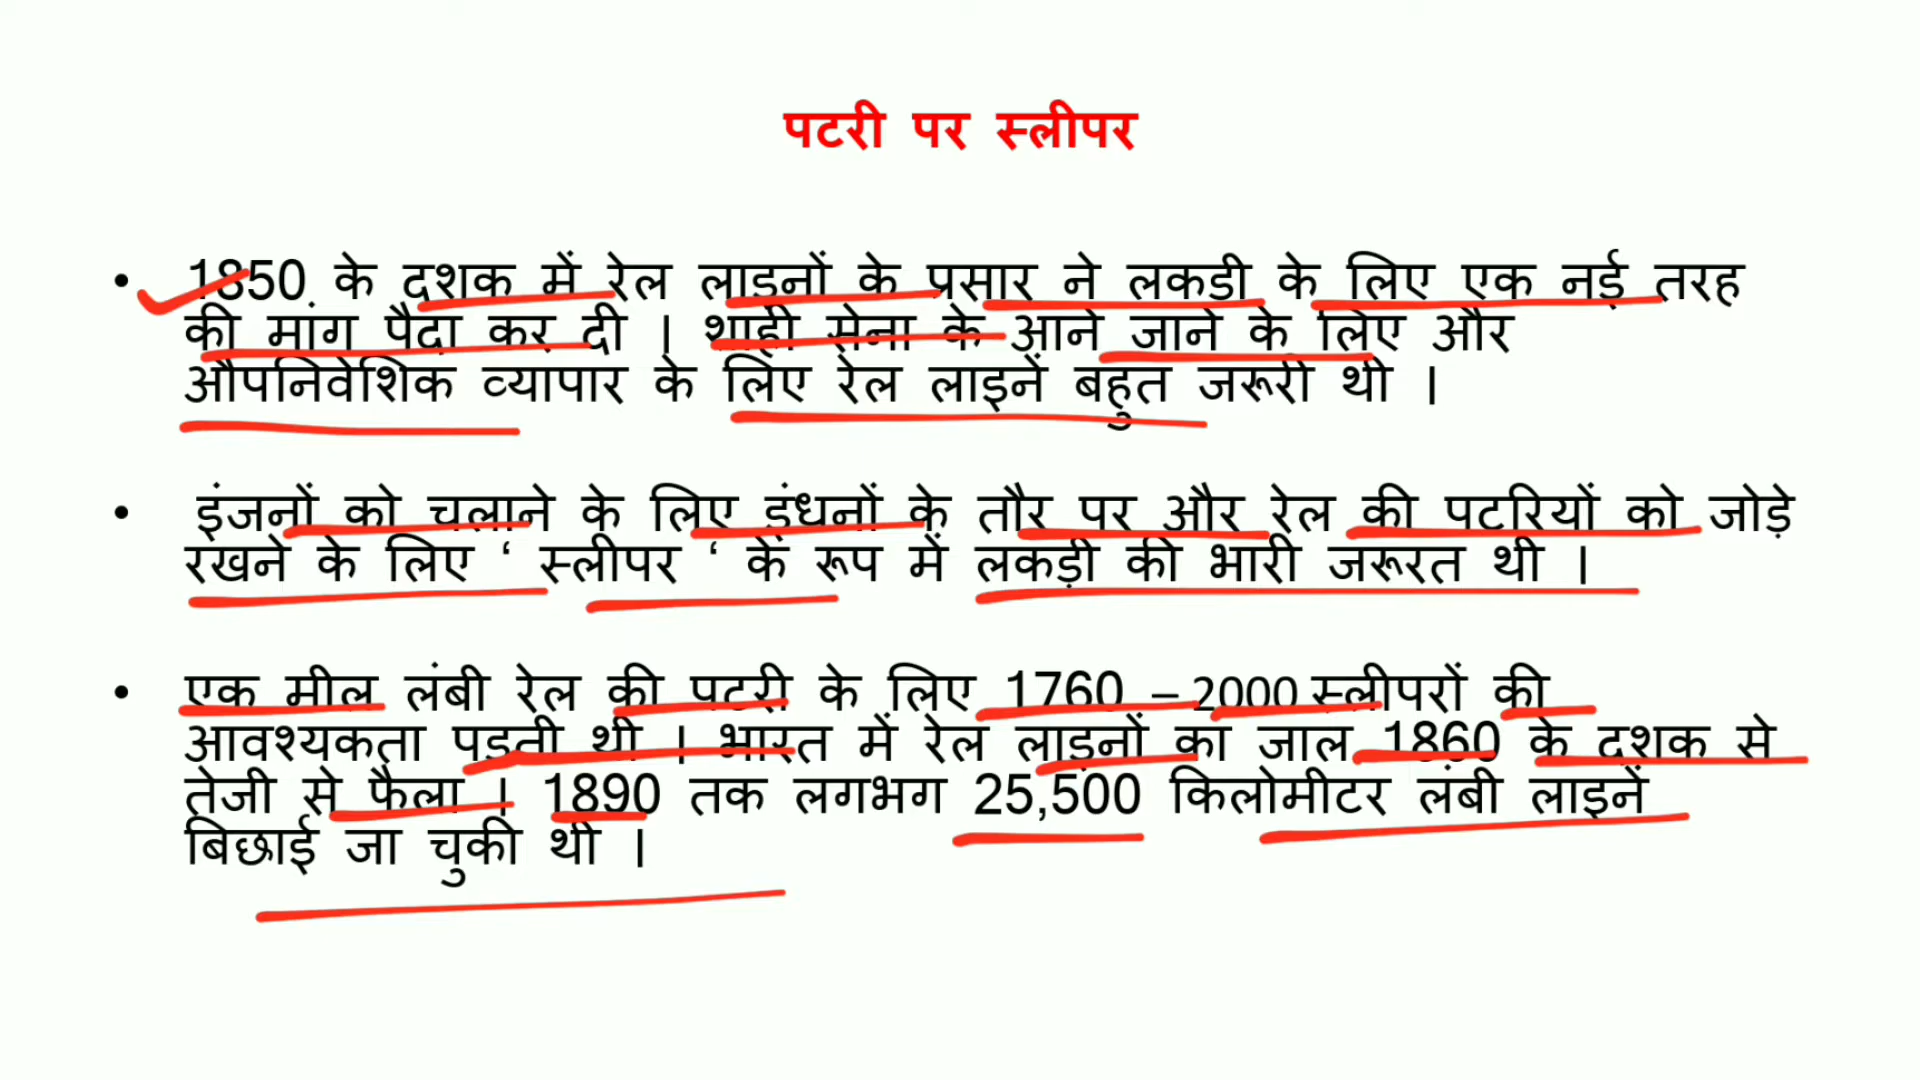 पटरी पर स्लीपर
• 1850 के दशक में रेल लाइनों के प्रसार ने लकडी के लिए एक नई तरह
की मांग पैदा कर दी । शाही सेना के आने जाने के लिए और
औपनिवेशिक व्यापार के लिए रेल लाइनें बहुत जरूरी थी ।
• इंजनों को चलाने के लिए इंधनों के तौर पर और रेल की पटरियों को जोड़े
रखने के लिए ‘ स्लीपर ‘ के रूप में लकड़ी की भारी जरूरत थी ।
• एक मील लंबी रेल की पटरी के लिए 1760 – 2000 स्लीपरों की
आवश्यकता पड़ती थी । भारत में रेल लाइनों का जाल 1860 के दशक से
तेजी से फैला । 1890 तक लगभग 25,500 किलोमीटर लंबी लाइनें
बिछाई जा चुकी थी ।